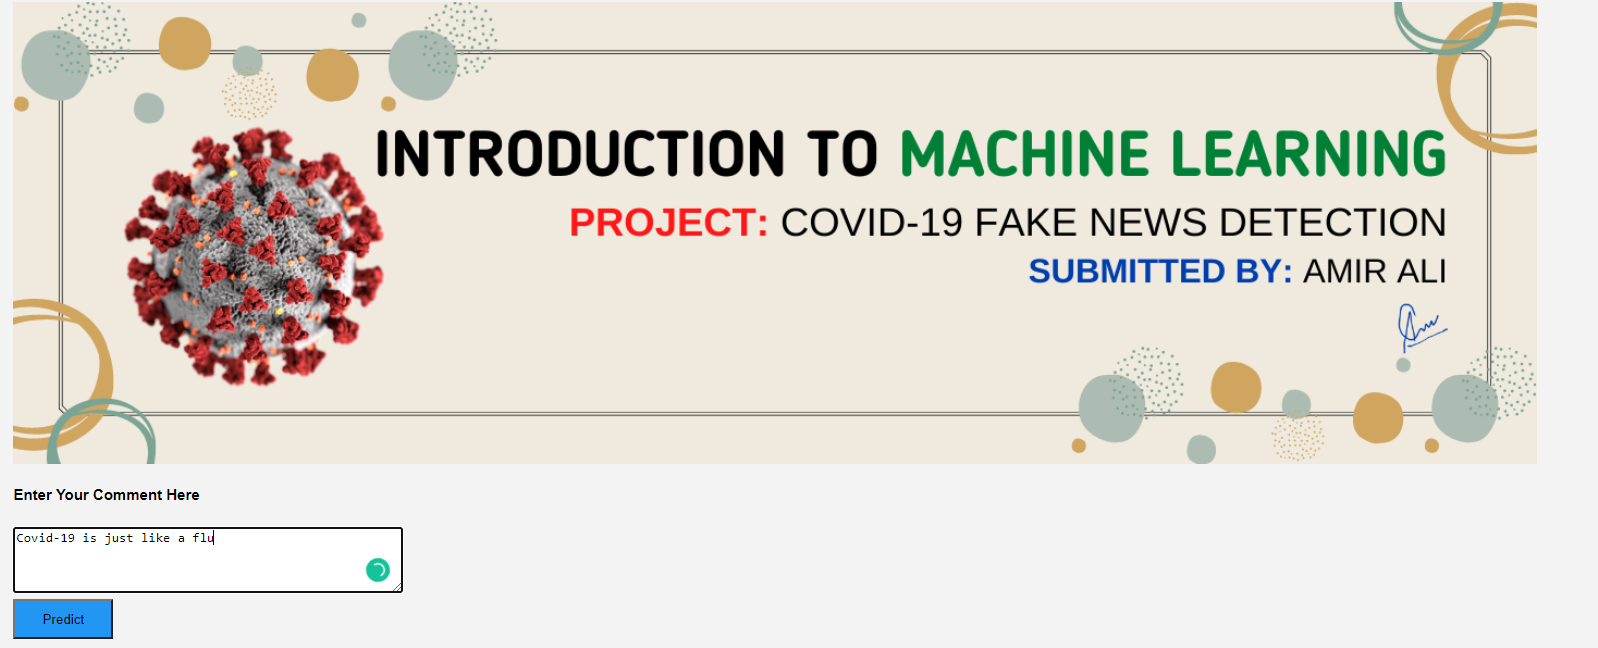 INTRODUCTION TO MACHINE LEARNING
PROJECT: COVID-19 FAKE NEWS DETECTION
SUBMITTED BY: AMIR ALI
Enter Your Comment Here
Covid-19 is just like a flu
Predict